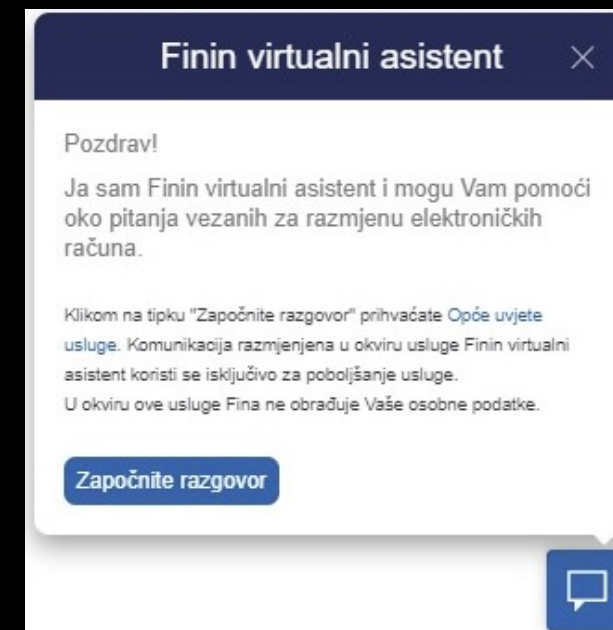 Finin virtualni asistent
Pozdrav!
Ja sam Finin virtualni asistent i mogu Vam pomoći
oko pitanja vezanih za razmjenu elektroničkih
računa.
Klikom na tipku "Započnite razgovor" prihvaćate Opće uvjete
usluge. Komunikacija razmjenjena u okviru usluge Finin virtualni
asistent koristi se isključivo za poboljšanje usluge.
U okviru ove usluge Fina ne obrađuje Vaše osobne podatke.
Započnite razgovor